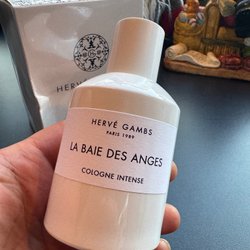 HERVÉ GAMBS
PARIS 1989
LA BAIE DES ANGES
COLOGNE INTENSE